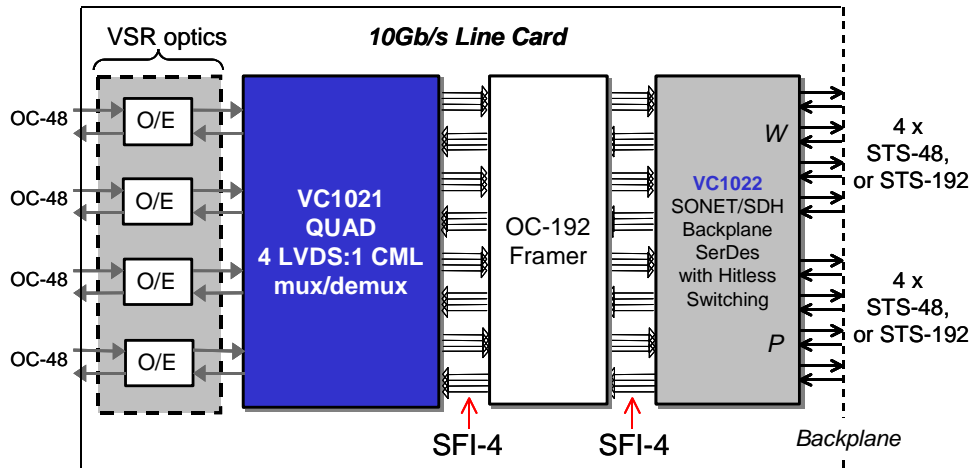 VSR optics
10Gb/s Line Card
OC-48
O/E
OC-48
O/E
OC-48
O/E
OC-48
O/E
VC1021
QUAD
4 LVDS:1 CML
mux/demux
OC-192
Framer
W
VC1022
SONET/SDH
Backplane
SerDes
with Hitless
Switching
P
4 x
STS-48,
or STS-192
4 x
STS-48,
or STS-192
SFI-4
SFI-4
Backplane